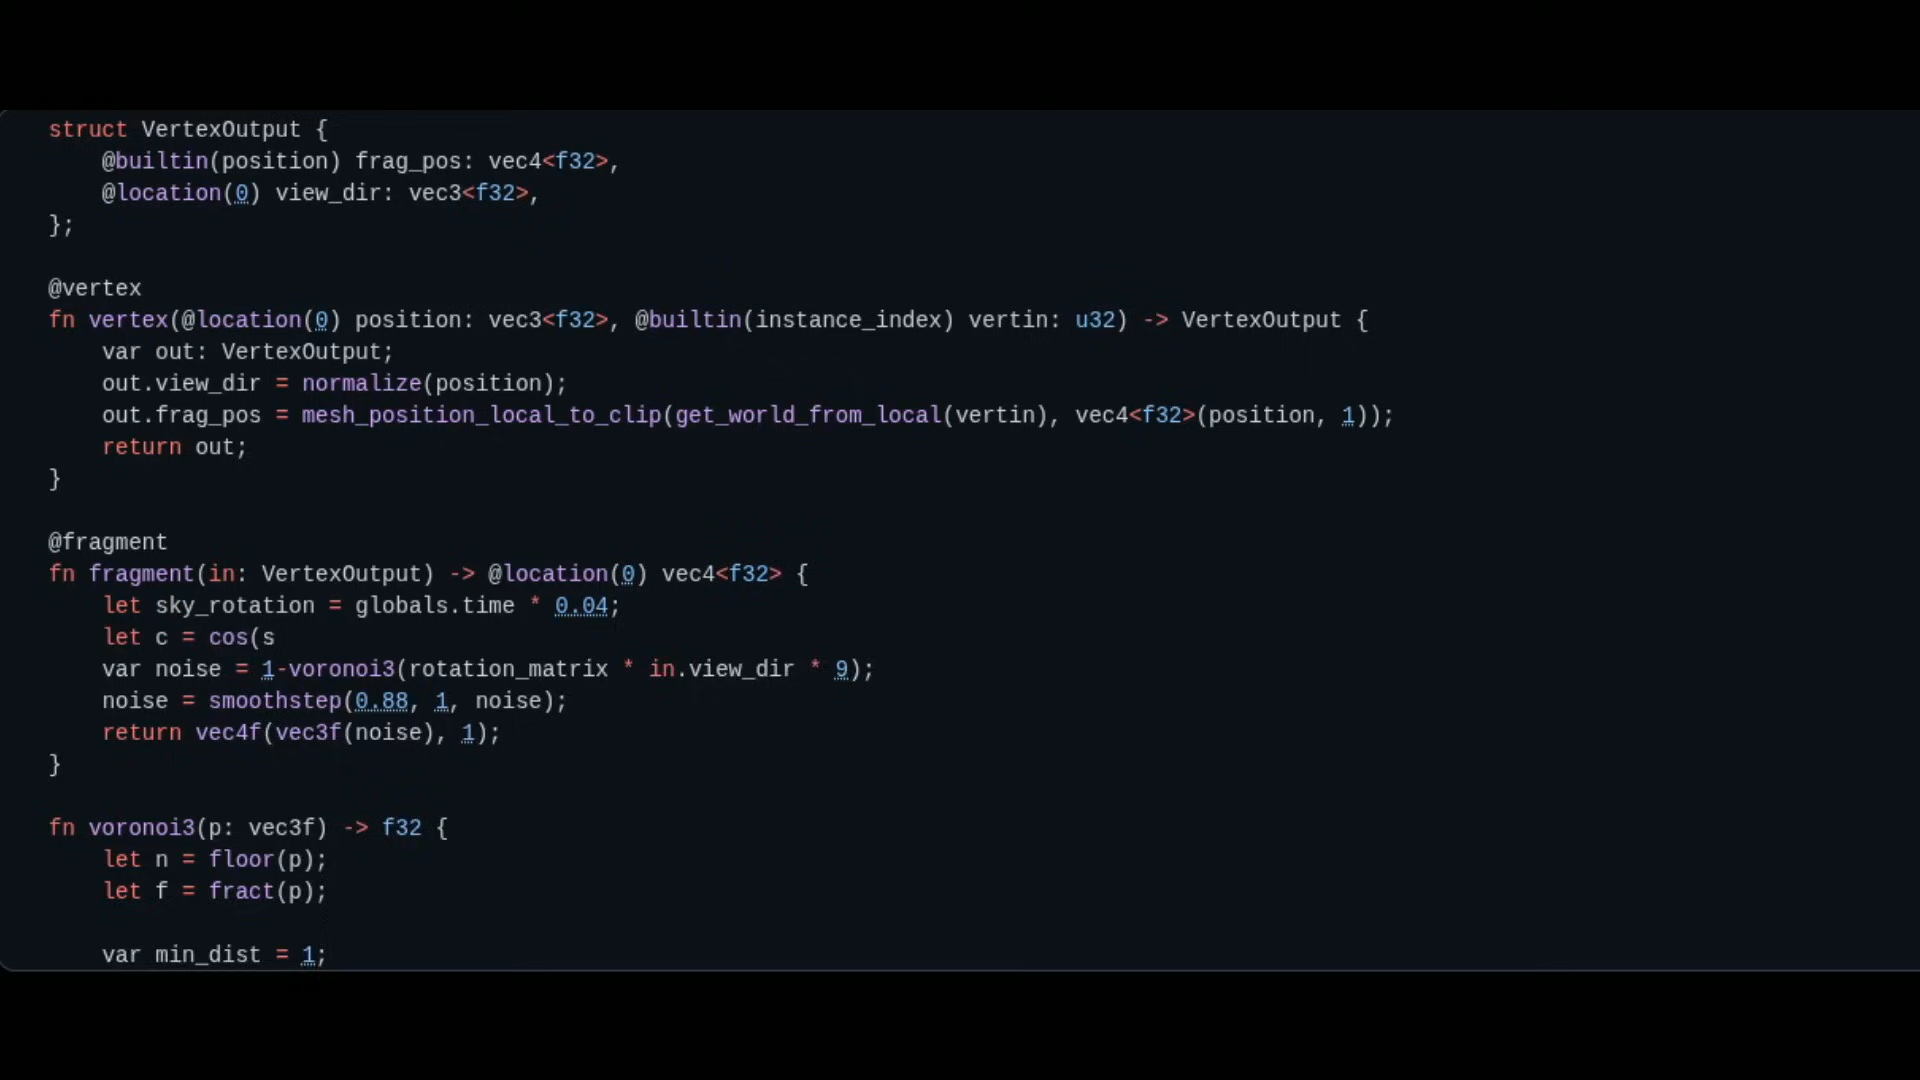 struct VertexOutput {
    @builtin(position) frag_pos: vec4<f32>,
    @location(0) view_dir: vec3<f32>,
};
@vertex
fn vertex(@location(0) position: vec3<f32>, @builtin(instance_index) vertin: u32) -> VertexOutput {
    var out: VertexOutput;
    out.view_dir = normalize(position);
    out.frag_pos = mesh_position_local_to_clip(get_world_from_local(vertin), vec4<f32>(position, 1));
    return out;
}
@fragment
fn fragment(in: VertexOutput) -> @location(0) vec4<f32> {
    let sky_rotation = globals.time * 0.04;
    let c = cos(s
    var noise = 1-voronoi3(rotation_matrix * in.view_dir * 9);
    noise = smoothstep(0.88, 1, noise);
    return vec4f(vec3f(noise), 1);
}
fn voronoi3(p: vec3f) -> f32 {
    let n = floor(p);
    let f = fract(p);
    var min_dist = 1;